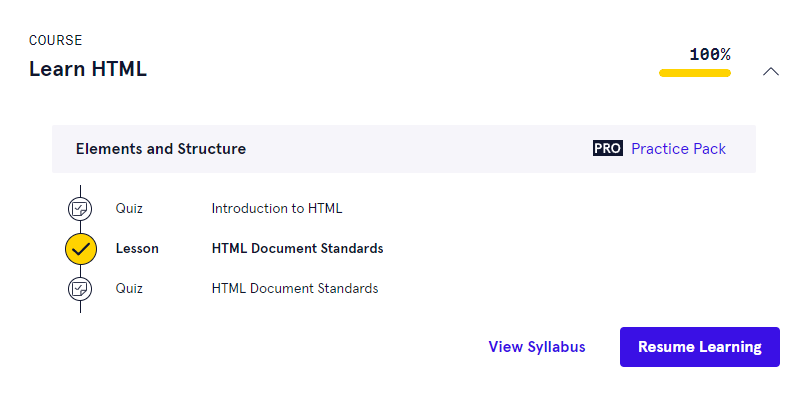 COURSE
Learn HTML
100%
Elements and Structure
PRO Practice Pack
Quiz Introduction to HTML
Lesson HTML Document Standards
Quiz HTML Document Standards
View Syllabus
Resume Learning